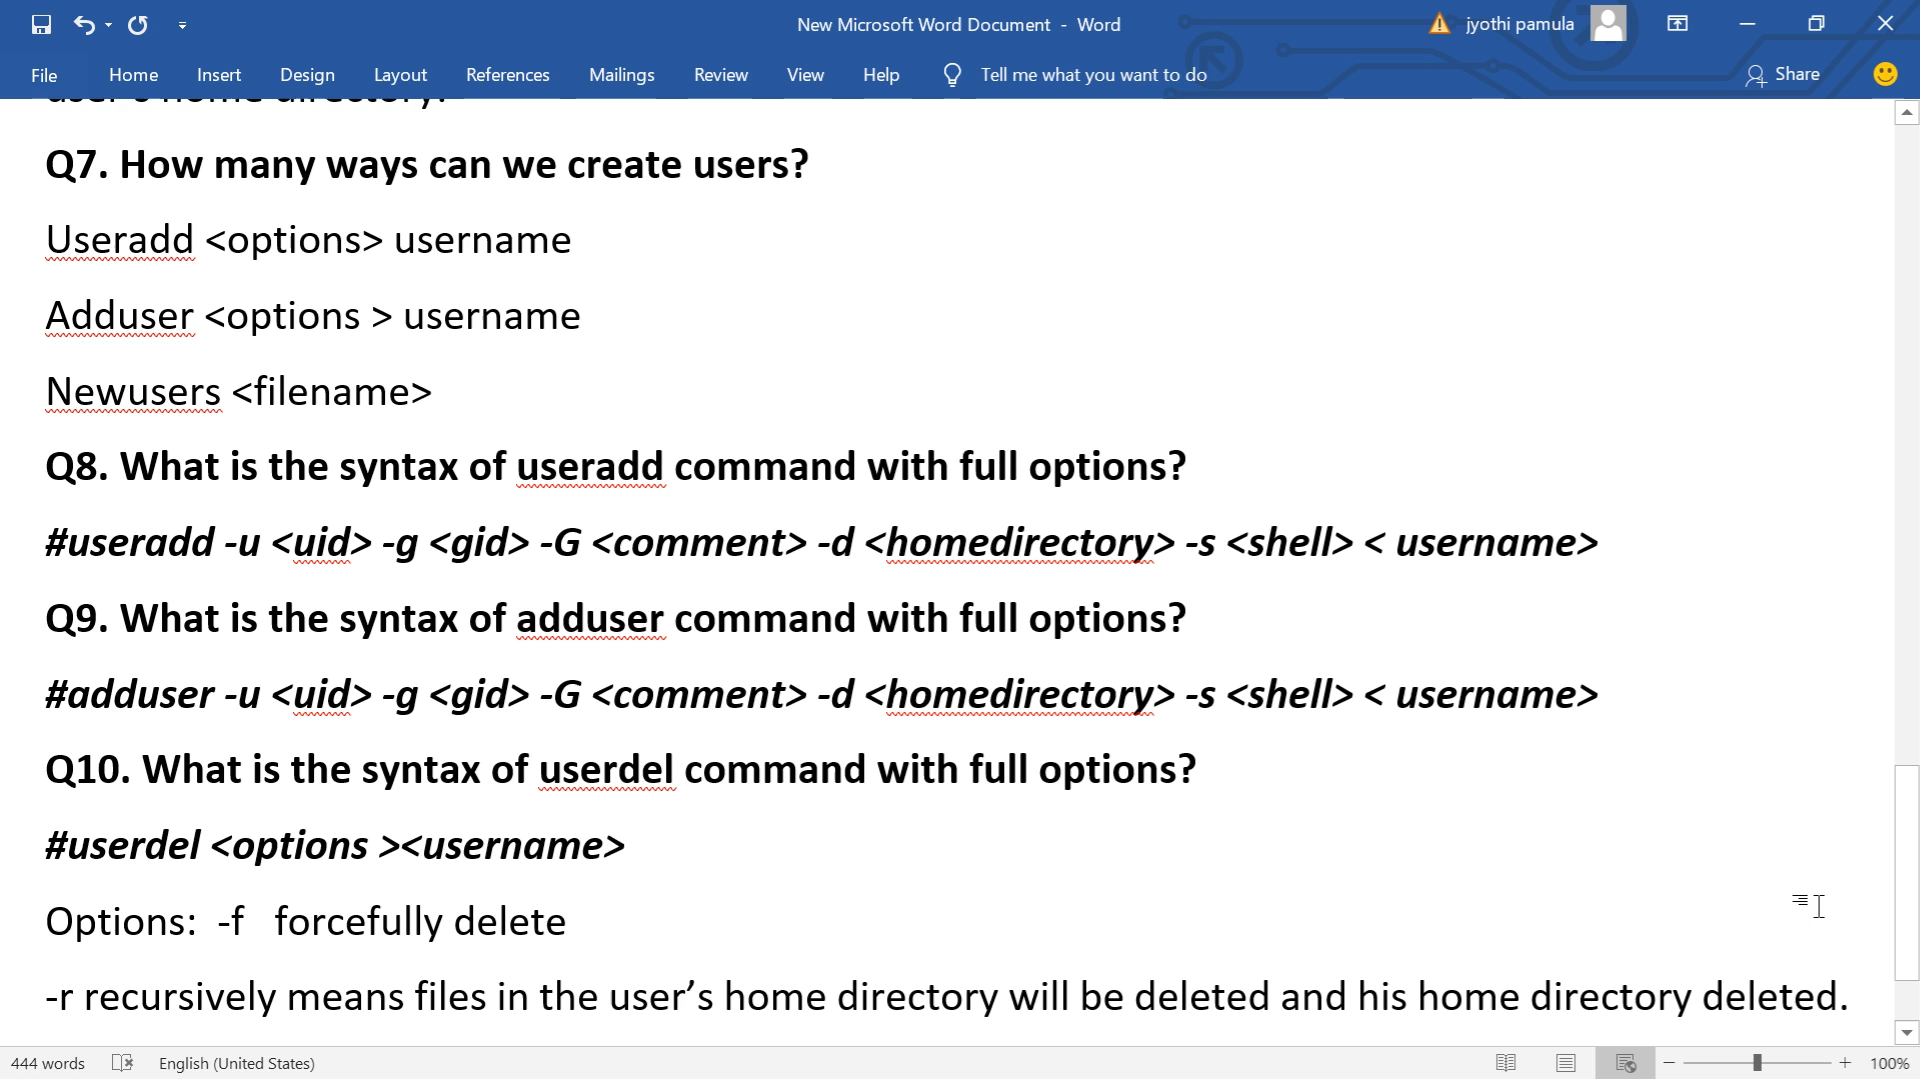 New Microsoft Word Document - Word
jyothi pamula
File Home Insert Design Layout References Mailings Review View Help Tell me what you want to do Share
user's home directory.
Q7. How many ways can we create users?
Useradd <options> username
Adduser <options > username
Newusers <filename>
Q8. What is the syntax of useradd command with full options?
#useradd -u <uid> -g <gid> -G <comment> -d <homedirectory> -s <shell> < username>
Q9. What is the syntax of adduser command with full options?
#adduser -u <uid> -g <gid> -G <comment> -d <homedirectory> -s <shell> < username>
Q10. What is the syntax of userdel command with full options?
#userdel <options ><username>
Options:  -f   forcefully delete
-r recursively means files in the user’s home directory will be deleted and his home directory deleted.
444 words English (United States) 100%